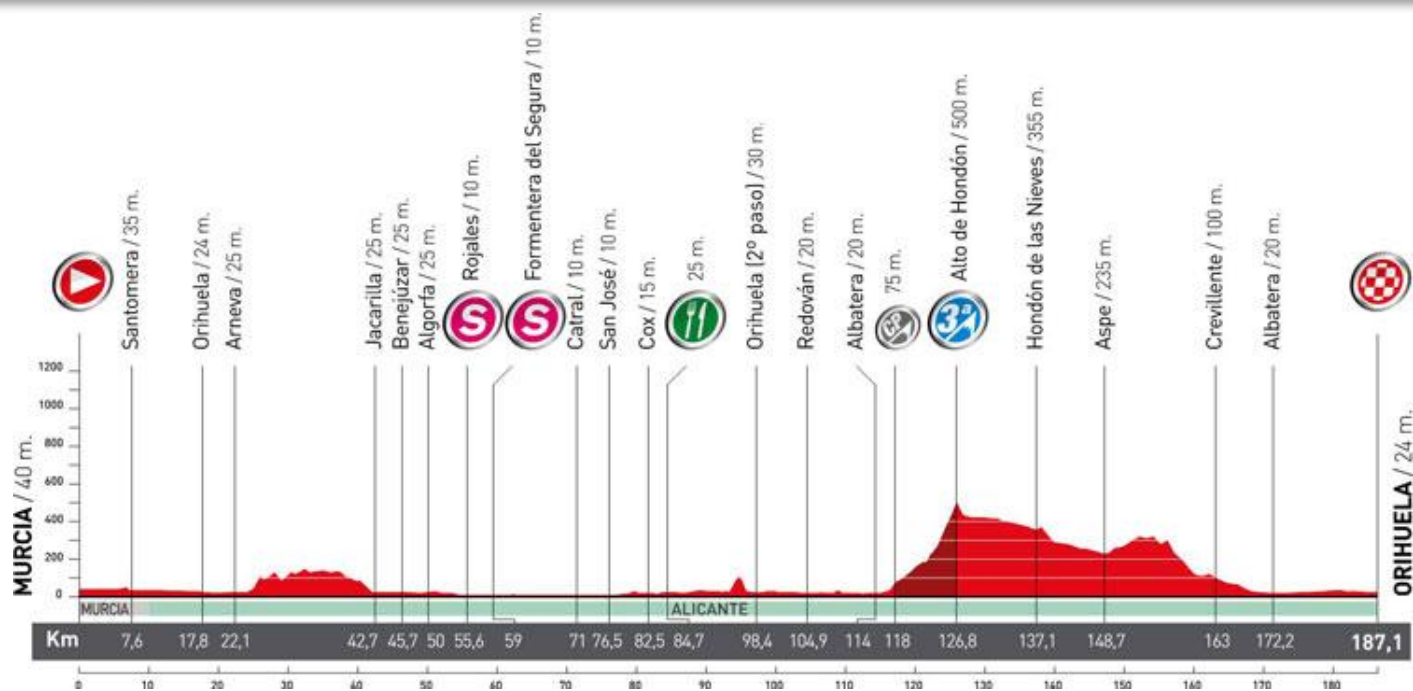 MURCIA / 40 m.
Santomera / 35 m.
Orihuela / 24 m.
Arneva / 25 m.
Jacarilla / 25 m.
Benejúzar / 25 m.
Algorfa / 25 m.
Rojales / 10 m.
S
Formentera del Segura / 10 m.
S
Catral / 10 m.
San José / 10 m.
Cox / 15 m.
25 m.
Orihuela (2º paso) / 30 m.
Redován / 20 m.
Albatera / 20 m.
75 m.
CP
Alto de Hondón / 500 m.
3ª
Hondón de las Nieves / 355 m.
Aspe / 235 m.
Crevillente / 100 m.
Albatera / 20 m.
ORIHUELA / 24 m.
1200
1000
800
600
400
200
0
MURCIA ALICANTE
Km 7,6 17,8 22,1 42,7 45,7 50 55,6 59 71 76,5 82,5 84,7 98,4 104,9 114 118 126,8 137,1 148,7 163 172,2 187,1
0 10 20 30 40 50 60 70 80 90 100 110 120 130 140 150 160 170 180